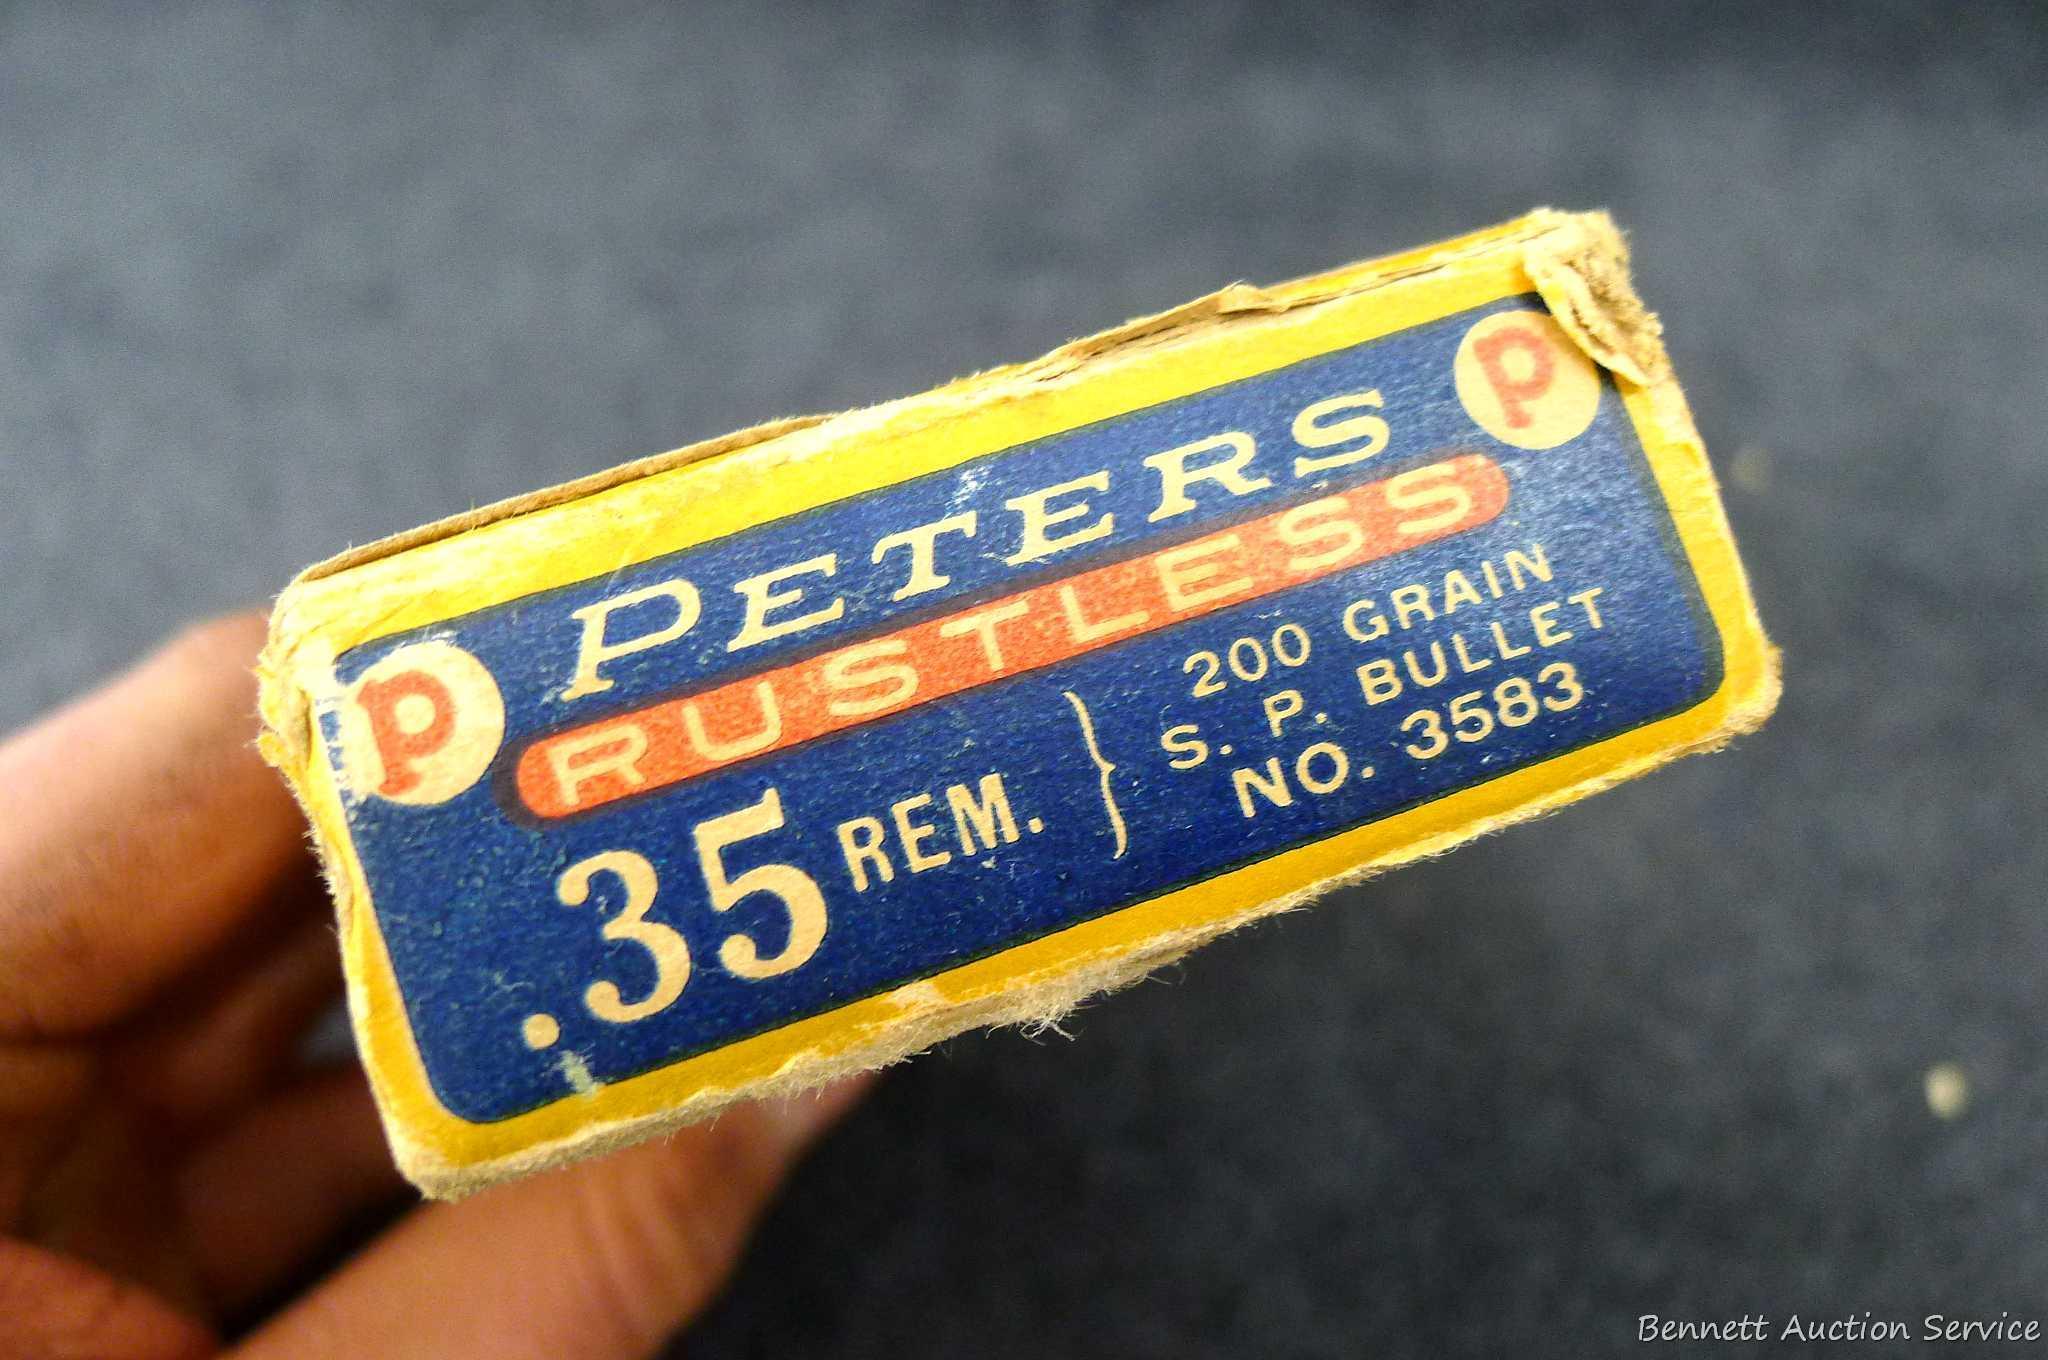 P PETERS P
RUSTLESS
.35 REM. } 200 GRAIN
S. P. BULLET
NO. 3583
Bennett Auction Service